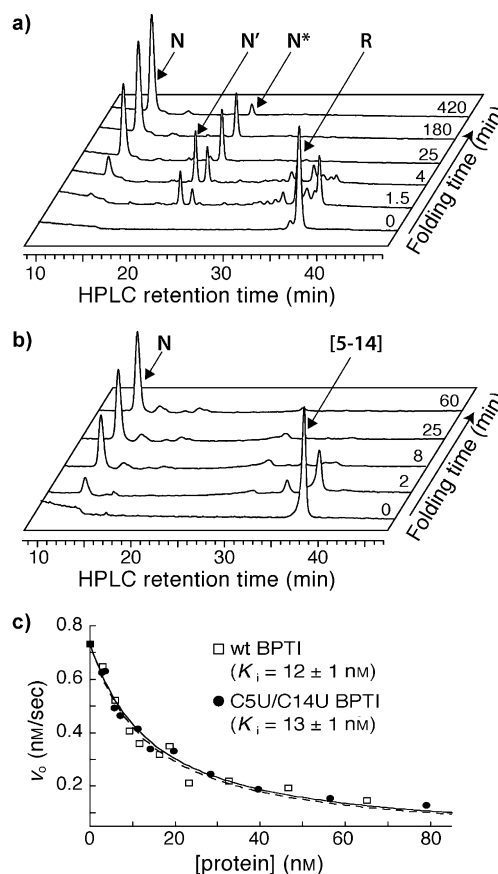 a)
N N’ N* R
420
180
25
4
1.5
0
Folding time (min)
10 20 30 40
HPLC retention time (min)
b)
N [5-14]
60
25
8
2
0
Folding time (min)
10 20 30 40
HPLC retention time (min)
c)
0.8
0.6
0.4
0.2
νo (nM/sec)
wt BPTI
(Ki = 12 ± 1 nM)
C5U/C14U BPTI
(Ki = 13 ± 1 nM)
0 20 40 60 80
[protein] (nM)